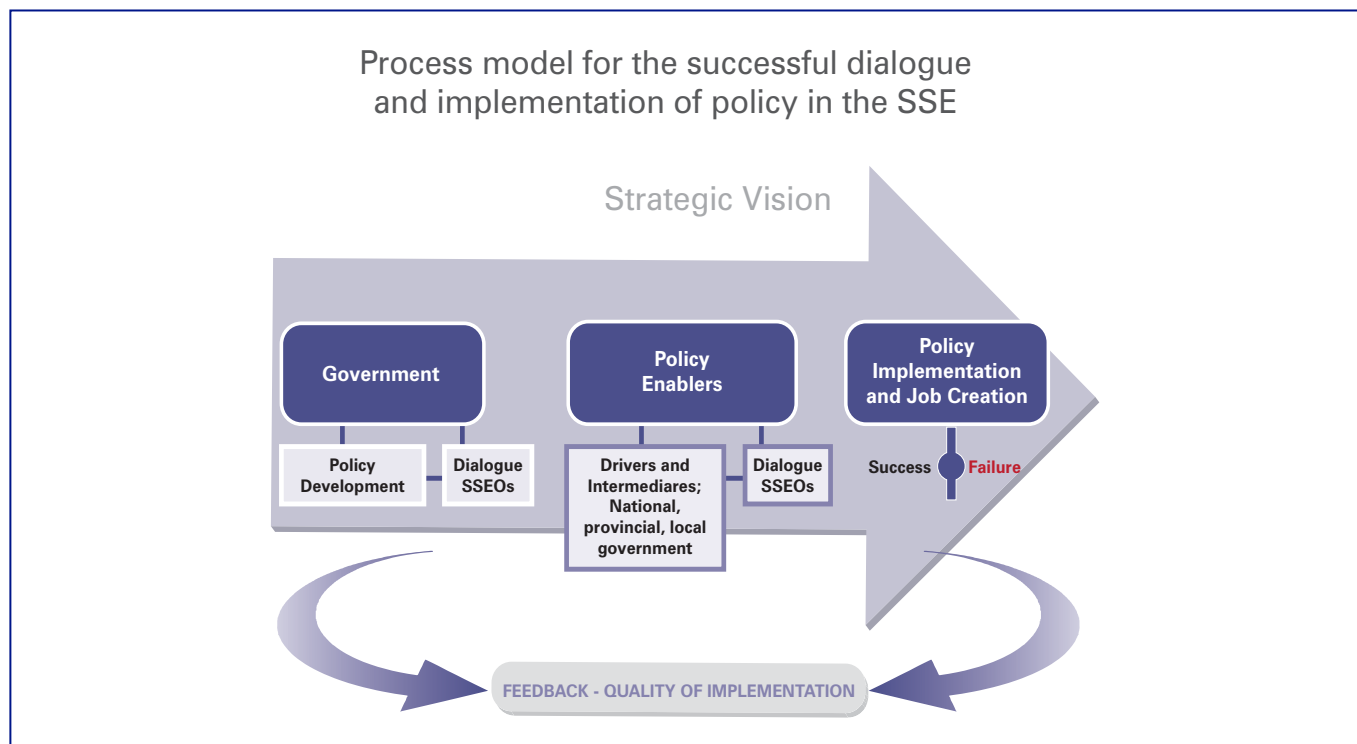 Process model for the successful dialogue
and implementation of policy in the SSE
Strategic Vision
Government
Policy
Development
Dialogue
SSEOs
Policy
Enablers
Drivers and
Intermediares;
National,
provincial, local
government
Dialogue
SSEOs
Policy
Implementation
and Job Creation
Success
Failure
FEEDBACK - QUALITY OF IMPLEMENTATION